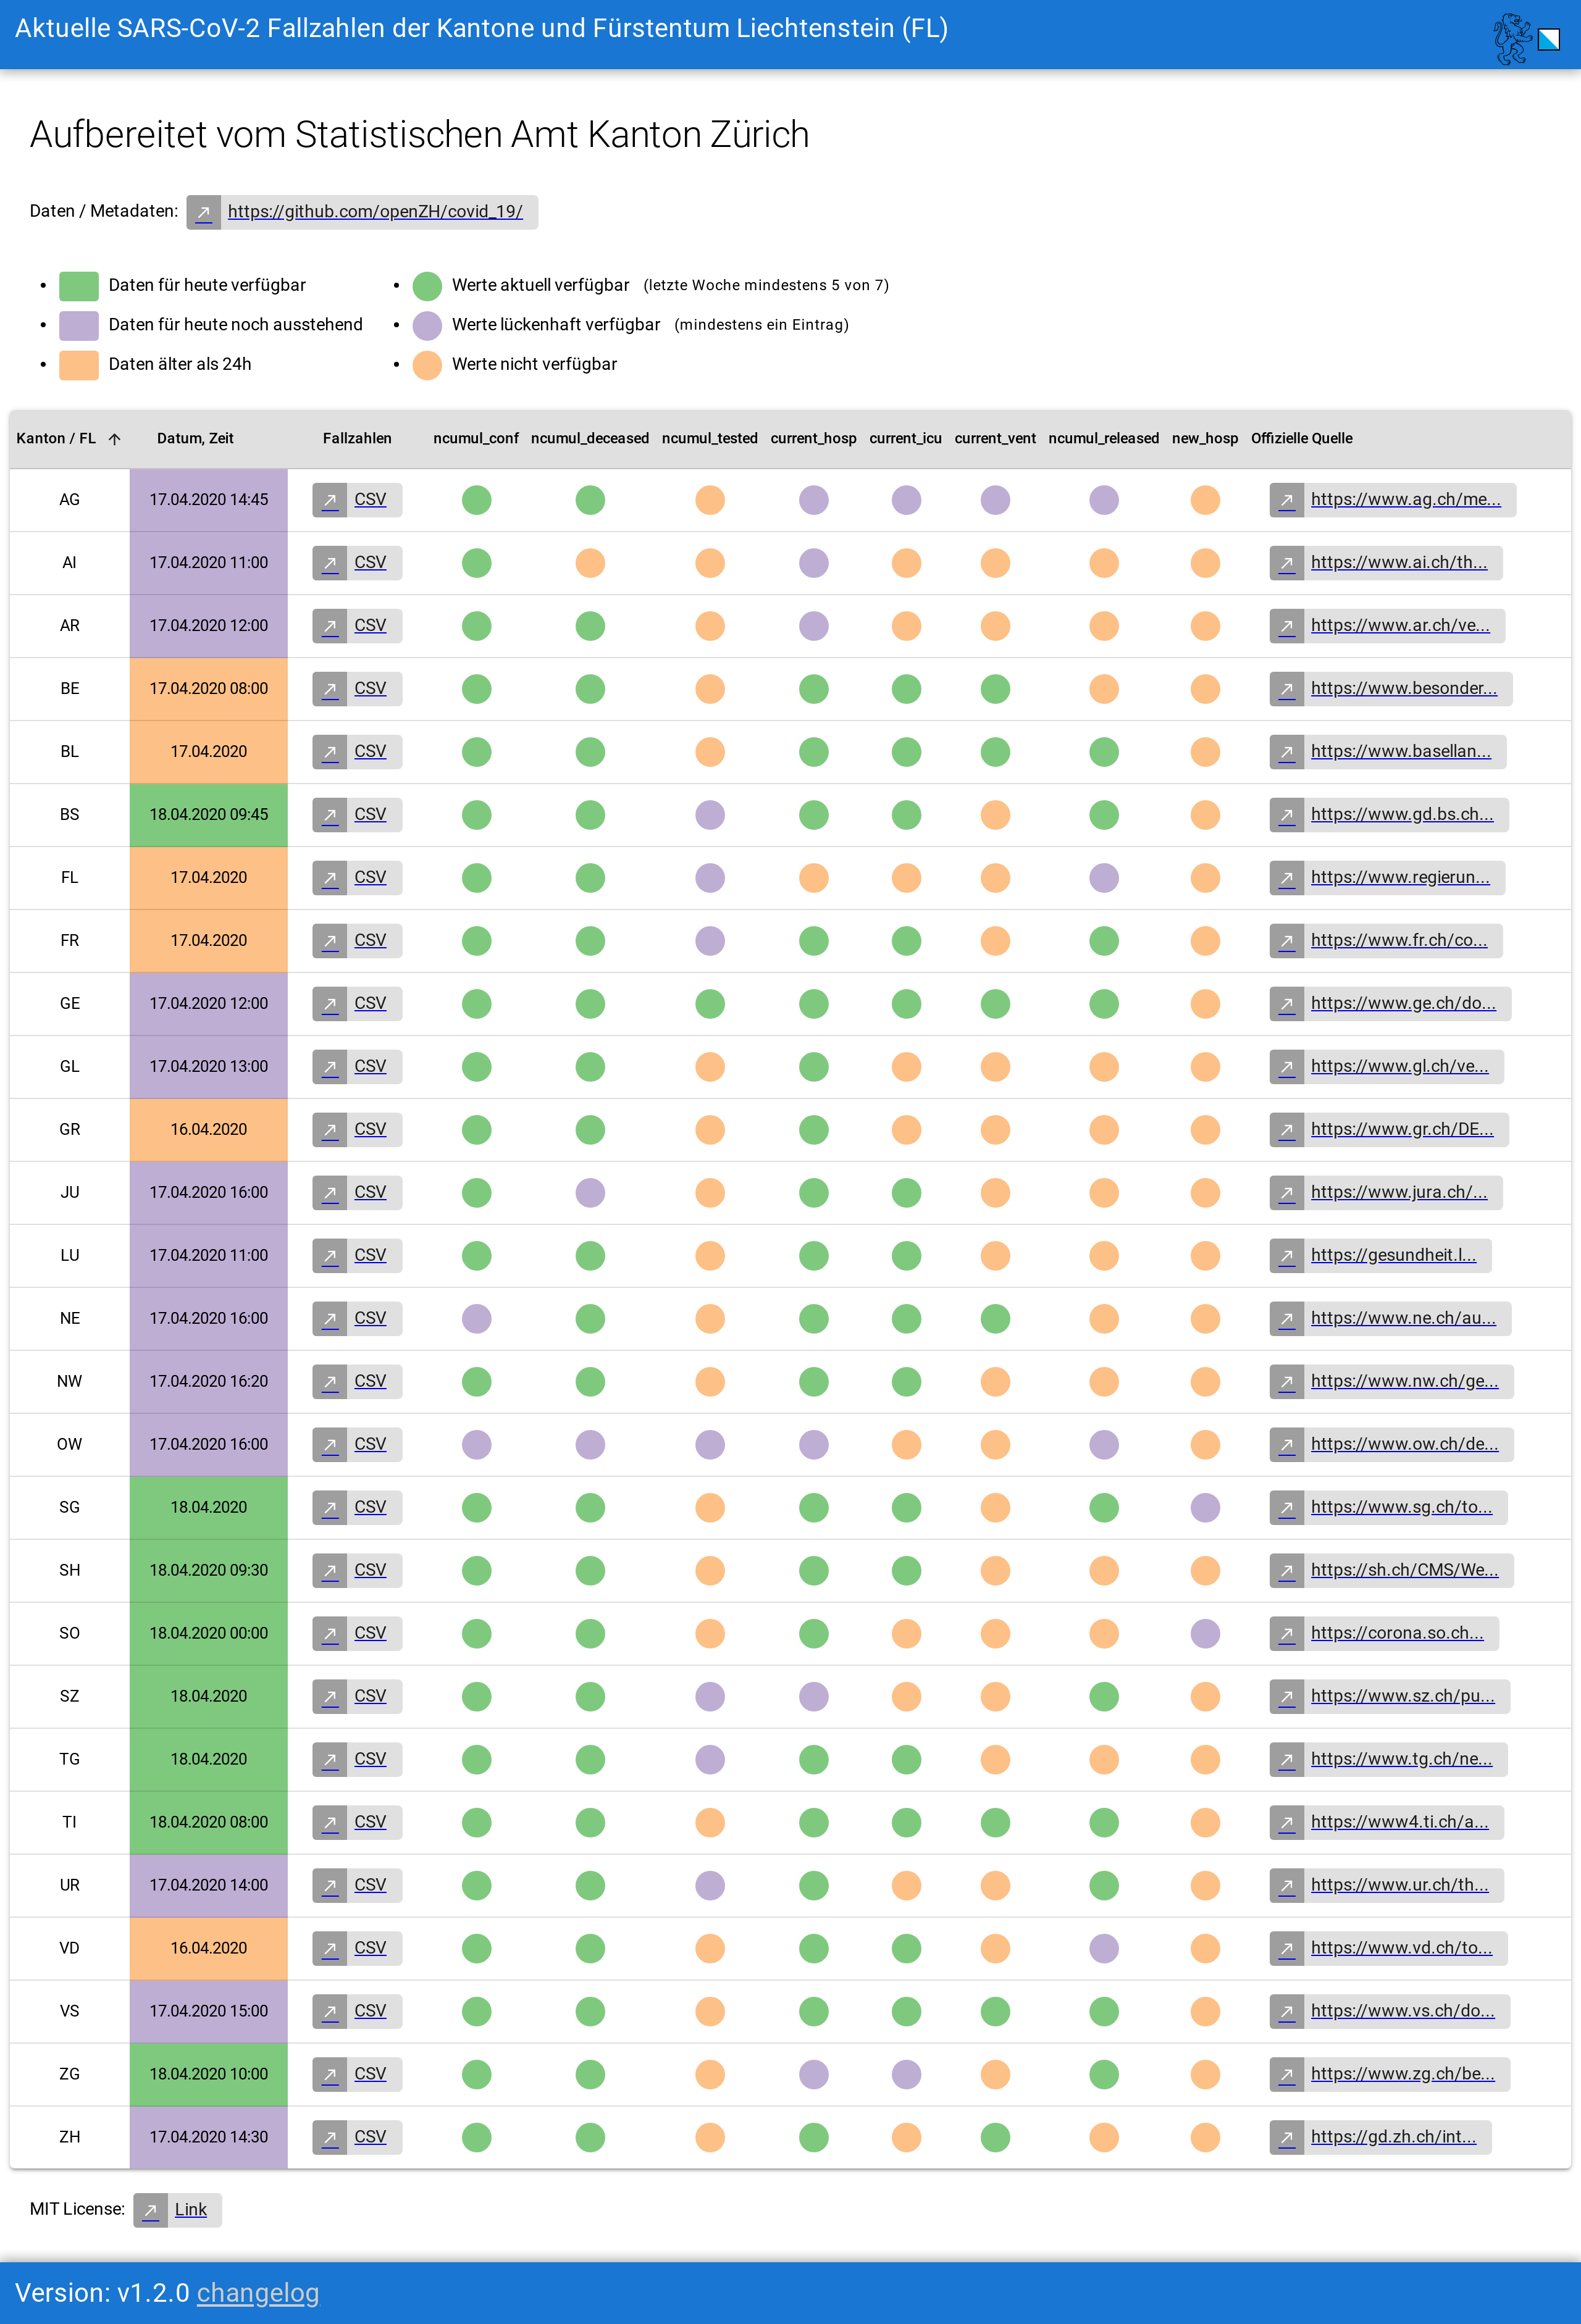 Aktuelle SARS-CoV-2 Fallzahlen der Kantone und Fürstentum Liechtenstein (FL)
Aufbereitet vom Statistischen Amt Kanton Zürich
Daten / Metadaten: https://github.com/openZH/covid_19/
Daten für heute verfügbar
Daten für heute noch ausstehend
Daten älter als 24h
Werte aktuell verfügbar (letzte Woche mindestens 5 von 7)
Werte lückenhaft verfügbar (mindestens ein Eintrag)
Werte nicht verfügbar
Kanton / FL Datum, Zeit Fallzahlen ncumul_conf ncumul_deceased ncumul_tested current_hosp current_icu current_vent ncumul_released new_hosp Offizielle Quelle
AG 17.04.2020 14:45 CSV https://www.ag.ch/me...
AI 17.04.2020 11:00 CSV https://www.ai.ch/th...
AR 17.04.2020 12:00 CSV https://www.ar.ch/ve...
BE 17.04.2020 08:00 CSV https://www.besonder...
BL 17.04.2020 CSV https://www.basellan...
BS 18.04.2020 09:45 CSV https://www.gd.bs.ch...
FL 17.04.2020 CSV https://www.regierun...
FR 17.04.2020 CSV https://www.fr.ch/co...
GE 17.04.2020 12:00 CSV https://www.ge.ch/do...
GL 17.04.2020 13:00 CSV https://www.gl.ch/ve...
GR 16.04.2020 CSV https://www.gr.ch/DE...
JU 17.04.2020 16:00 CSV https://www.jura.ch/...
LU 17.04.2020 11:00 CSV https://gesundheit.l...
NE 17.04.2020 16:00 CSV https://www.ne.ch/au...
NW 17.04.2020 16:20 CSV https://www.nw.ch/ge...
OW 17.04.2020 16:00 CSV https://www.ow.ch/de...
SG 18.04.2020 CSV https://www.sg.ch/to...
SH 18.04.2020 09:30 CSV https://sh.ch/CMS/We...
SO 18.04.2020 00:00 CSV https://corona.so.ch...
SZ 18.04.2020 CSV https://www.sz.ch/pu...
TG 18.04.2020 CSV https://www.tg.ch/ne...
TI 18.04.2020 08:00 CSV https://www4.ti.ch/a...
UR 17.04.2020 14:00 CSV https://www.ur.ch/th...
VD 16.04.2020 CSV https://www.vd.ch/to...
VS 17.04.2020 15:00 CSV https://www.vs.ch/do...
ZG 18.04.2020 10:00 CSV https://www.zg.ch/be...
ZH 17.04.2020 14:30 CSV https://gd.zh.ch/int...
MIT License: Link
Version: v1.2.0 changelog